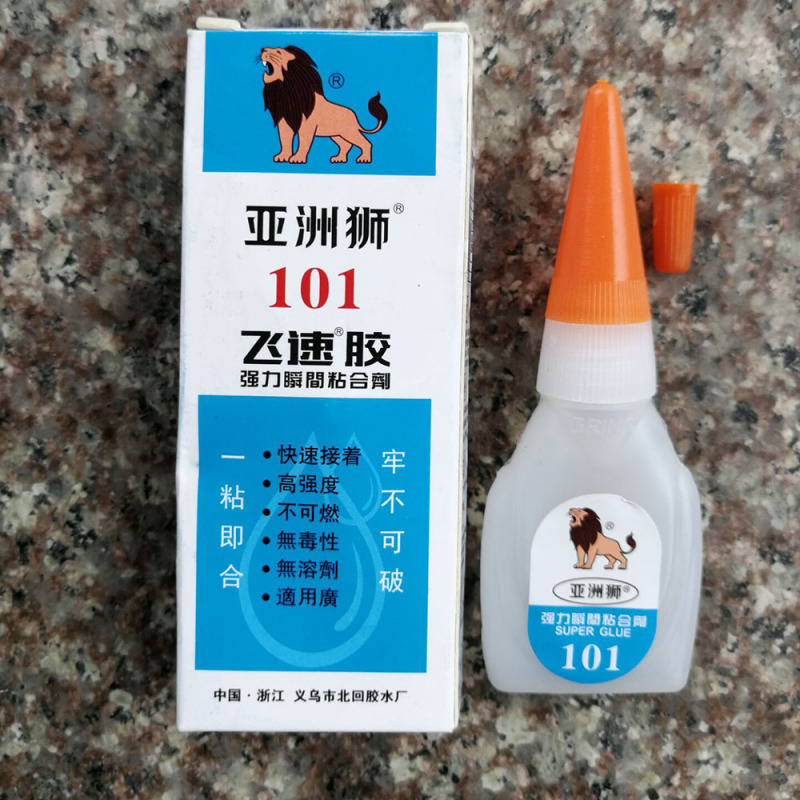 ®
亚洲狮®
101
飞速®胶
强力瞬間粘合劑
一粘即合
• 快速接着
• 高强度
• 不可燃
• 無毒性
• 無溶劑
• 適用廣
牢不可破
中国·浙江 义乌市北回胶水厂
®
亚洲狮®
强力瞬間粘合劑
SUPER GLUE
101